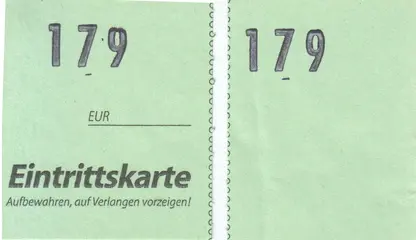 179
179
EUR
Eintrittskarte
Aufbewahren, auf Verlangen vorzeigen!